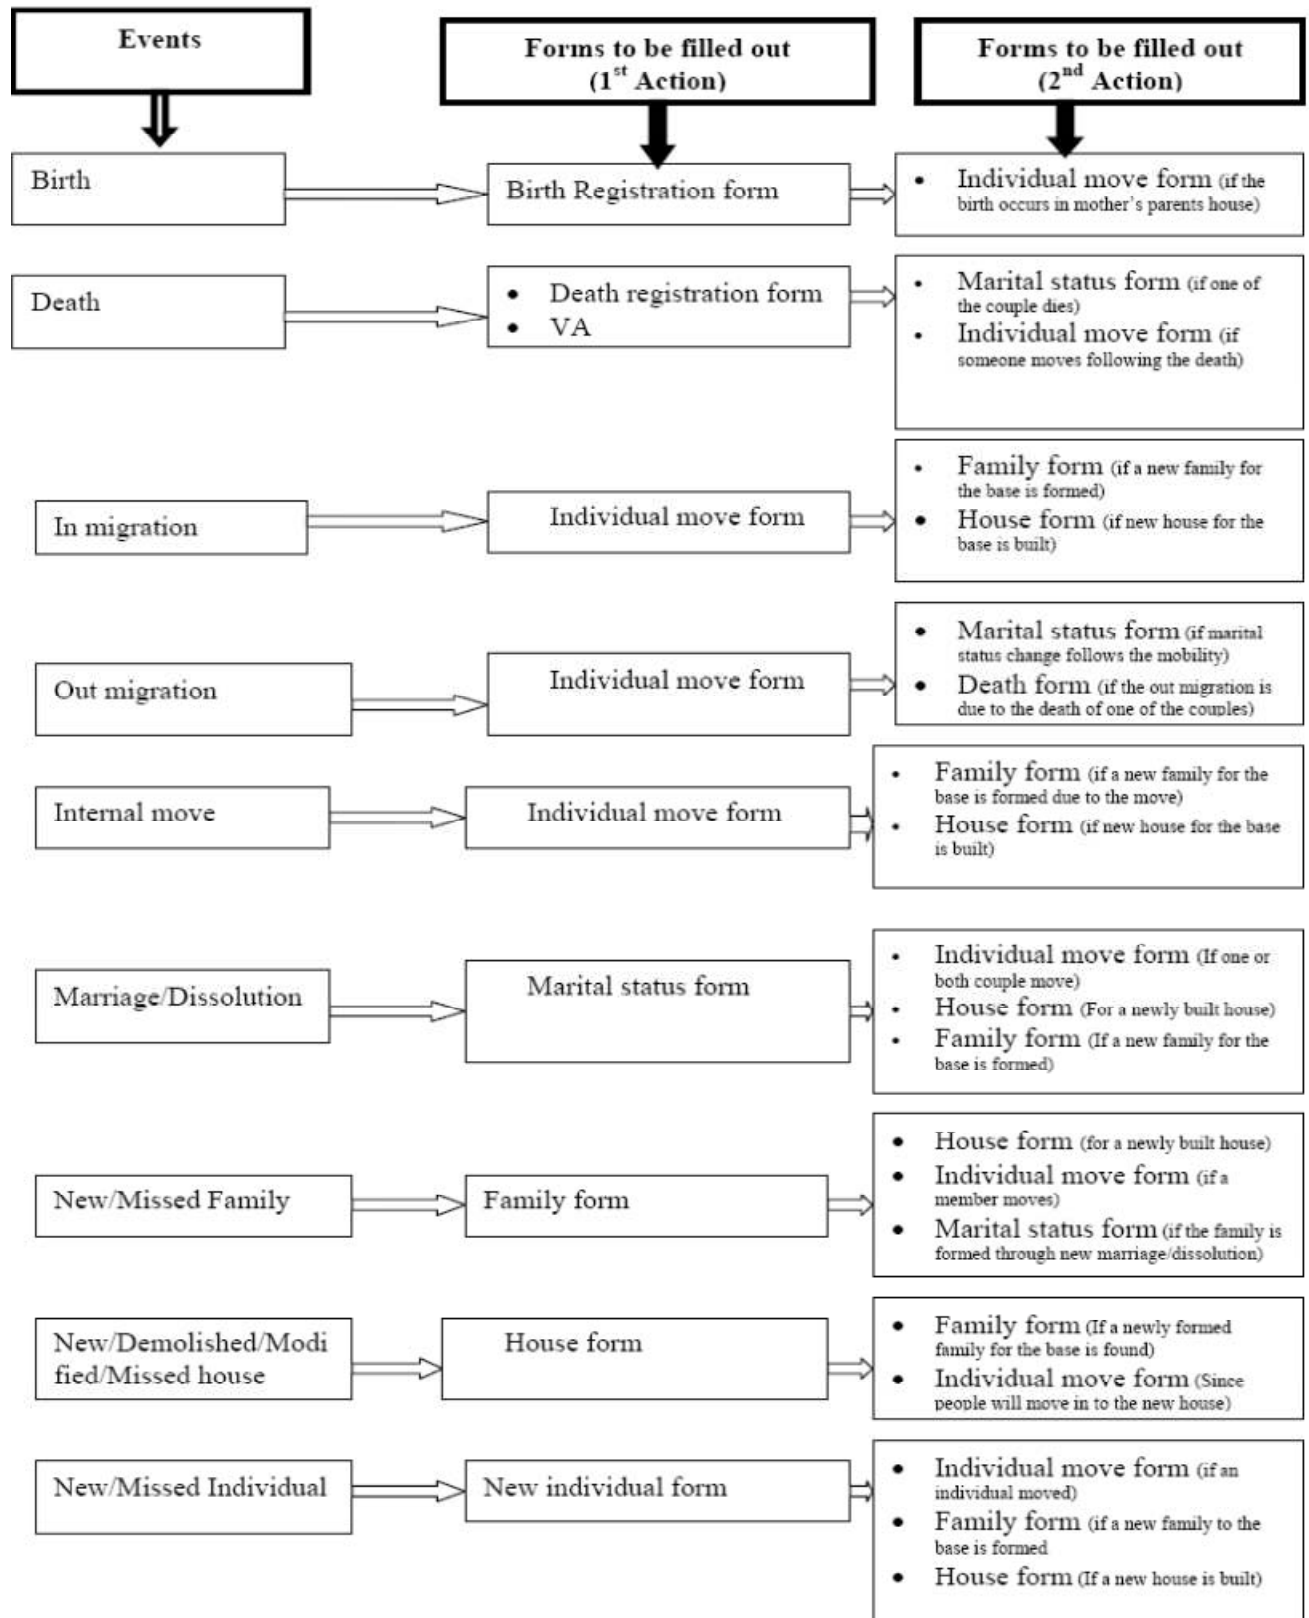 Events
Forms to be filled out
(1st Action)
Forms to be filled out
(2nd Action)
Birth
Birth Registration form
• Individual move form (if the
birth occurs in mother's parents house)
Death
• Death registration form
• VA
• Marital status form (if one of
the couple dies)
• Individual move form (if
someone moves following the death)
In migration
Individual move form
• Family form (if a new family for
the base is formed)
• House form (if new house for the
base is built)
Out migration
Individual move form
• Marital status form (if marital
status change follows the mobility)
• Death form (if the out migration is
due to the death of one of the couples)
Internal move
Individual move form
• Family form (if a new family for the
base is formed due to the move)
• House form (if new house for the base
is built)
Marriage/Dissolution
Marital status form
• Individual move form (If one or
both couple move)
• House form (For a newly built house)
• Family form (If a new family for the
base is formed)
New/Missed Family
Family form
• House form (for a newly built house)
• Individual move form (if a
member moves)
• Marital status form (if the family is
formed through new marriage/dissolution)
New/Demolished/Modi
fied/Missed house
House form
• Family form (If a newly formed
family for the base is found)
• Individual move form (Since
people will move in to the new house)
New/Missed Individual
New individual form
• Individual move form (if an
individual moved)
• Family form (if a new family to the
base is formed
• House form (If a new house is built)